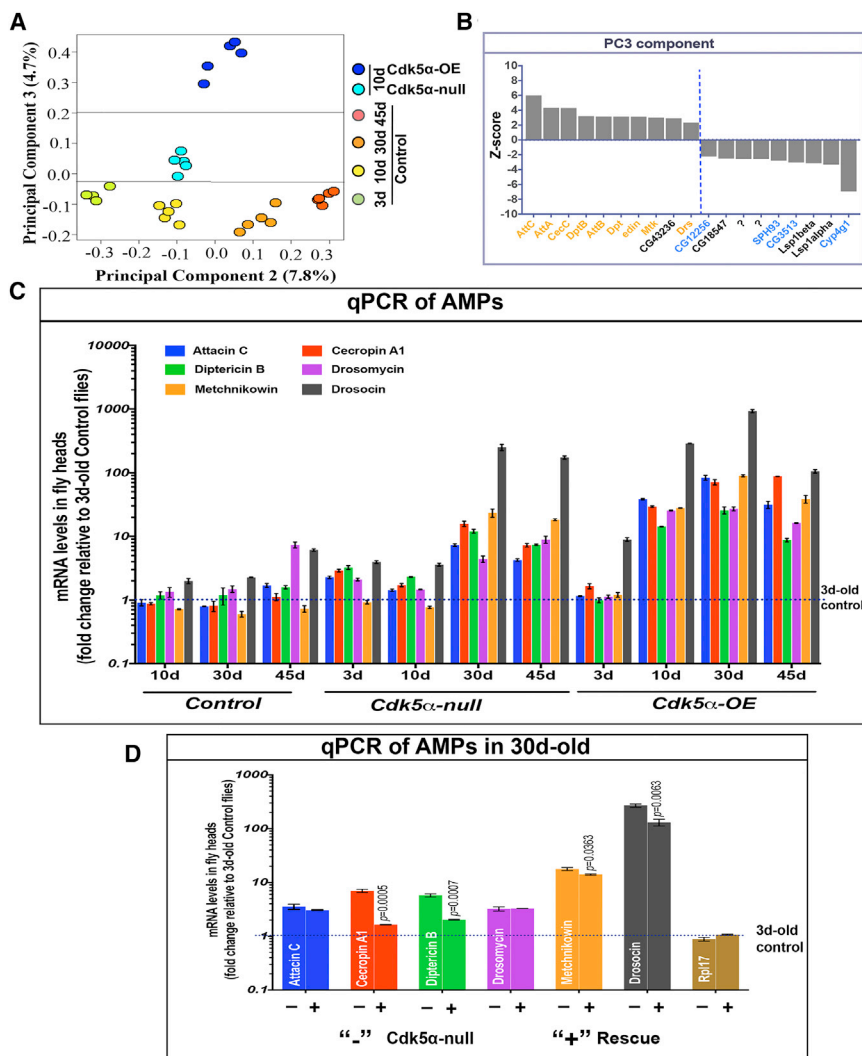 A
Principal Component 3 (4.7%)
0.4
0.3
0.2
0.1
0.0
-0.1
-0.2
-0.3
-0.1
0.1
0.2
0.3
Principal Component 2 (7.8%)
10d
Cdk5α-OE
Cdk5α-null
3d 10d 30d 45d
Control
B
PC3 component
Z-score
10
8
6
4
2
0
-2
-4
-6
-8
-10
AttC
AttA
CecC
DptB
AttB
Dpt
edin
Mtk
CG43236
Drs
CG12256
CG18547
?
?
SPH93
CG3513
Lsp1beta
Lsp1alpha
Cyp4g1
C
qPCR of AMPs
mRNA levels in fly heads
(fold change relative to 3d-old Control flies)
10000
1000
100
10
1
0.1
Attacin C
Cecropin A1
Diptericin B
Drosomycin
Metchnikowin
Drosocin
3d-old
control
10d 30d 45d 3d 10d 30d 45d 3d 10d 30d 45d
Control Cdk5α-null Cdk5α-OE
D
qPCR of AMPs in 30d-old
mRNA levels in fly heads
(fold change relative to 3d-old Control flies)
1000
100
10
1
0.1
Attacin C
Cecropin A1
p=0.0005
Diptericin B
p=0.0007
Drosomycin
Metchnikowin
p=0.0363
Drosocin
p=0.0063
Rpl17
3d-old
control
− + − + − + − + − + − + − +
“-” Cdk5α-null “+” Rescue